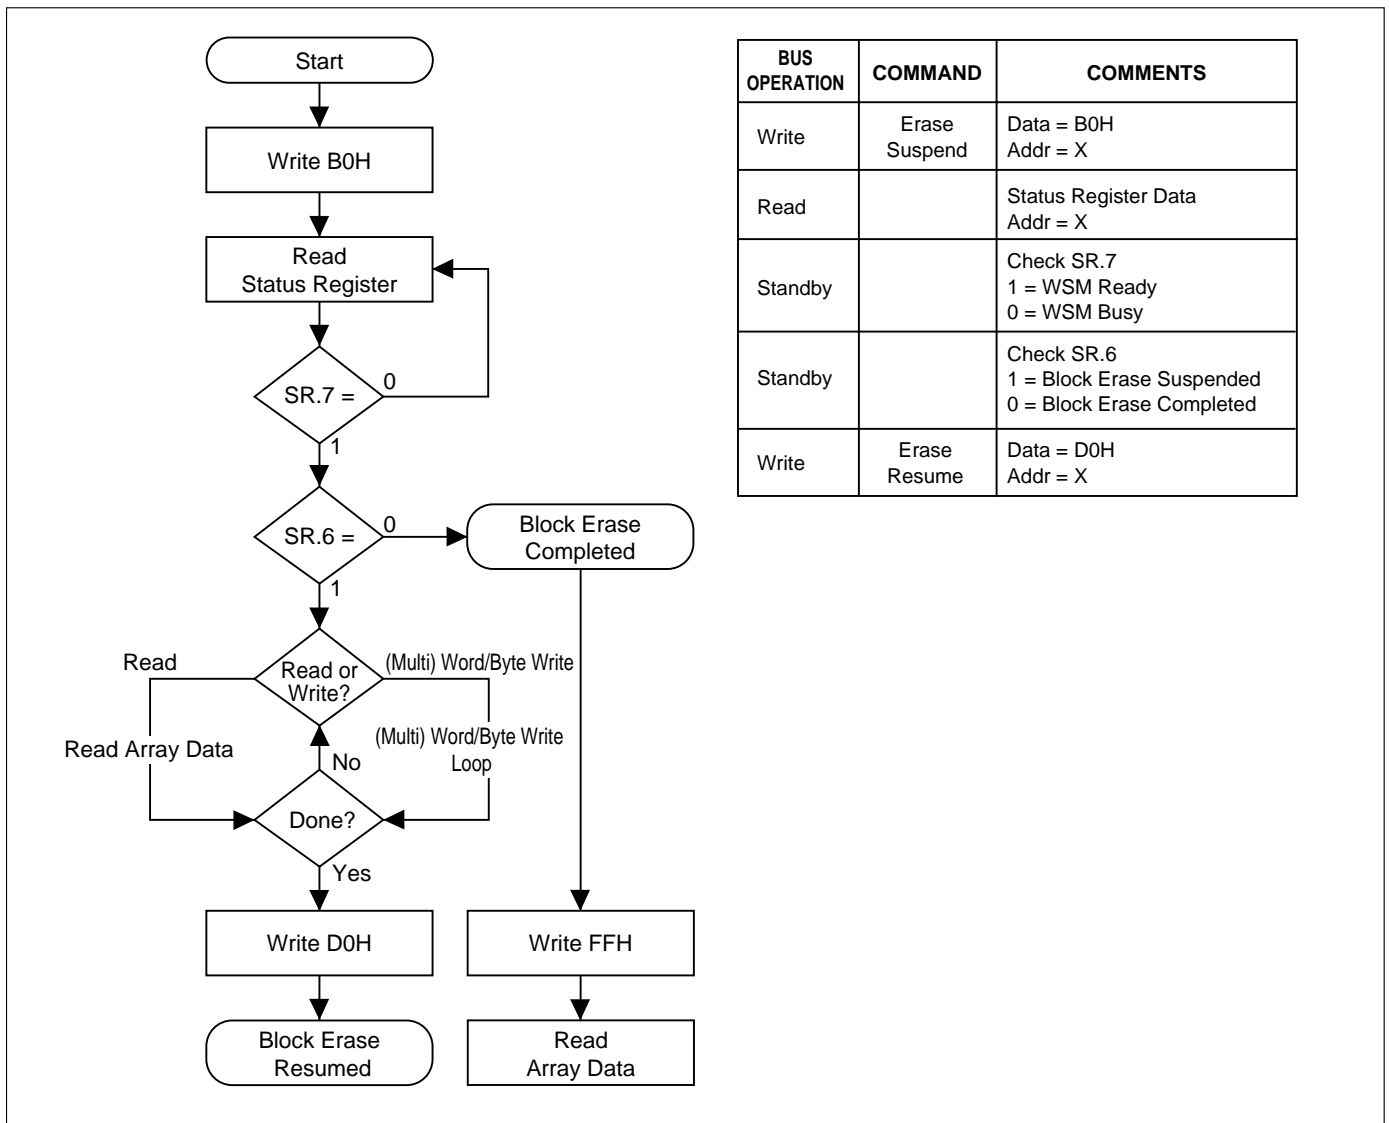 Start
Write B0H
Read
Status Register
SR.7 =
0
1
SR.6 =
0
Block Erase
Completed
1
Read
Read or
Write?
(Multi) Word/Byte Write
Read Array Data
(Multi) Word/Byte Write
Loop
No
Done?
Yes
Write D0H
Write FFH
Block Erase
Resumed
Read
Array Data
BUS
OPERATION
COMMAND
COMMENTS
Write
Erase
Suspend
Data = B0H
Addr = X
Read
Status Register Data
Addr = X
Standby
Check SR.7
1 = WSM Ready
0 = WSM Busy
Standby
Check SR.6
1 = Block Erase Suspended
0 = Block Erase Completed
Write
Erase
Resume
Data = D0H
Addr = X